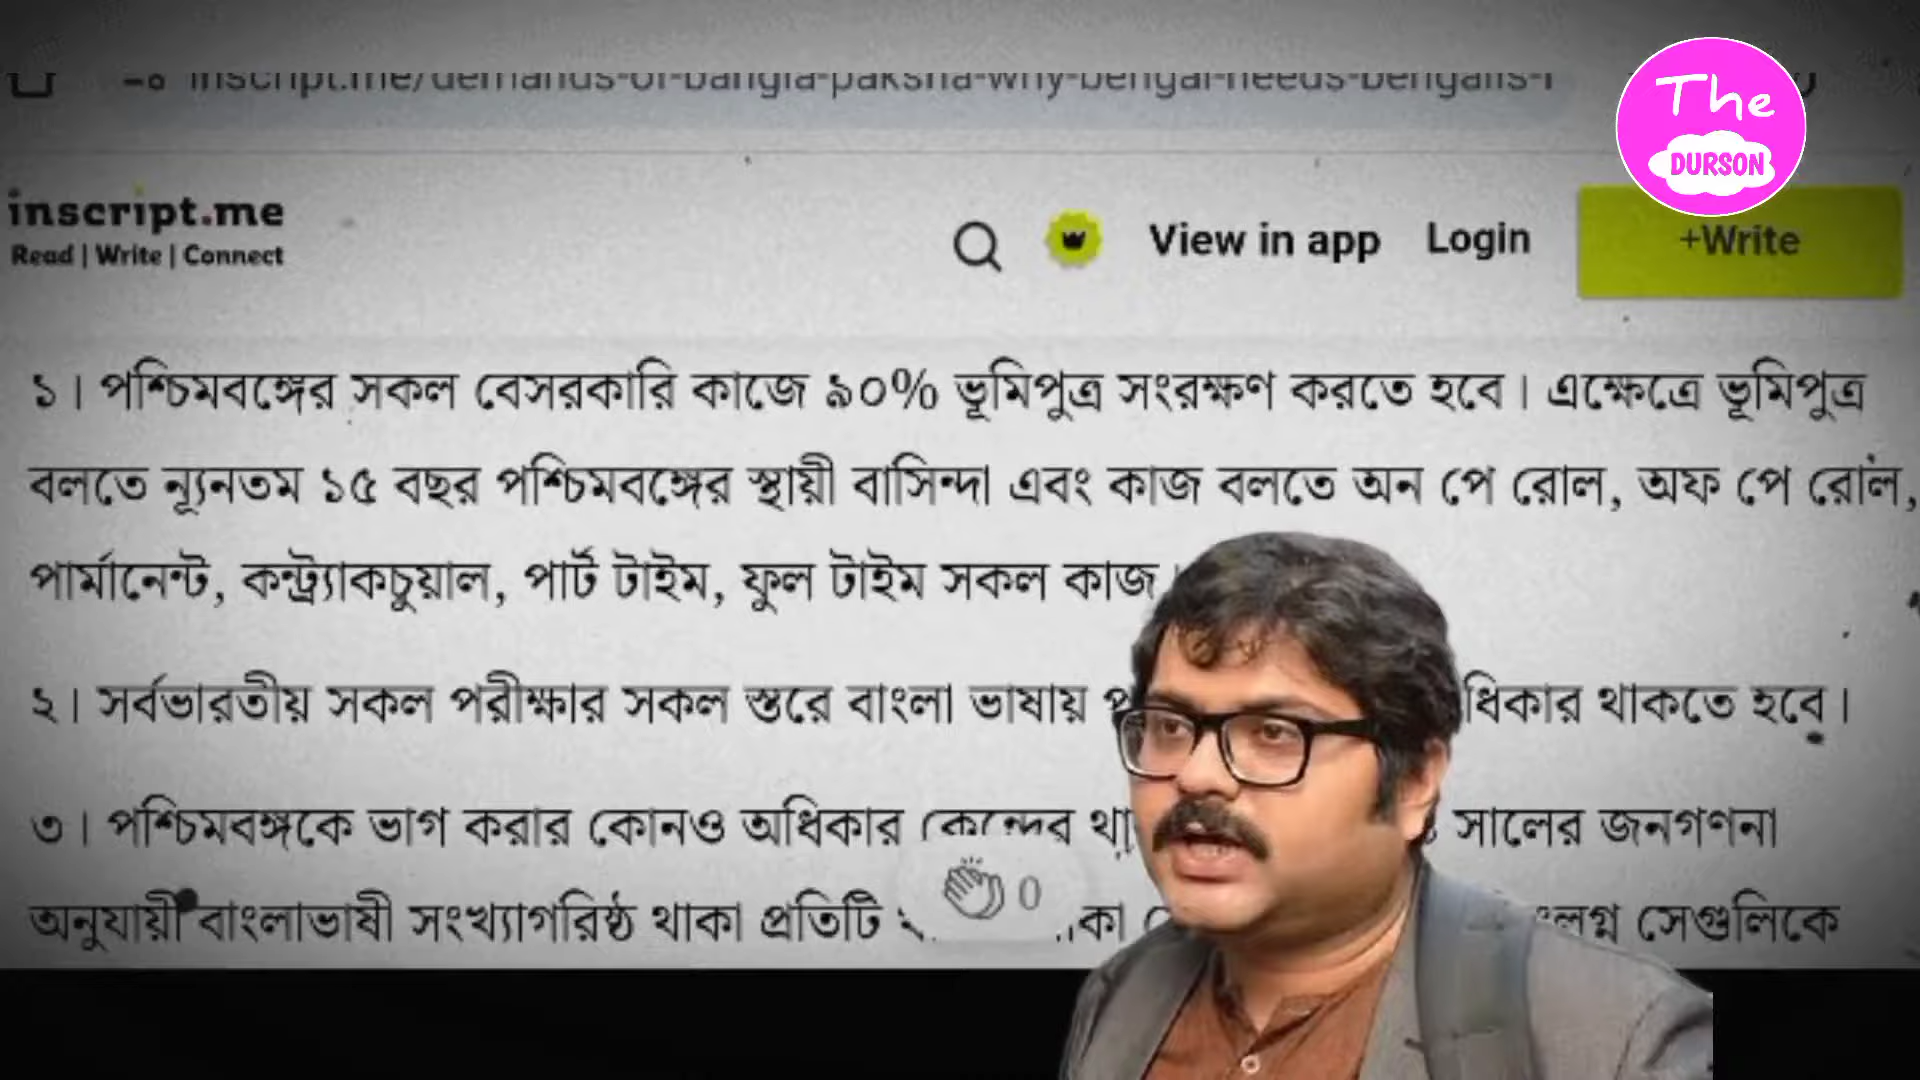 inscript.me/demands-of-bangla-paksha-why-bengal-needs-bengalis-
The
DURSON
inscript.me
Read | Write | Connect
View in app
Login
+Write
১। পশ্চিমবঙ্গের সকল বেসরকারি কাজে ৯০% ভূমিপুত্র সংরক্ষণ করতে হবে। এক্ষেত্রে ভূমিপুত্র
বলতে ন্যূনতম ১৫ বছর পশ্চিমবঙ্গের স্থায়ী বাসিন্দা এবং কাজ বলতে অন পে রোল, অফ পে রোল,
পার্মানেন্ট, কন্ট্র্যাকচুয়াল, পার্ট টাইম, ফুল টাইম সকল কাজ
২। সর্বভারতীয় সকল পরীক্ষার সকল স্তরে বাংলা ভাষায় থাকতে হবে।
৩। পশ্চিমবঙ্গকে ভাগ করার কোনও অধিকার কেন্দ্রের সালের জনগণনা
অনুযায়ী বাংলাভাষী সংখ্যাগরিষ্ঠ থাকা প্রতিটি সেগুলিকে
0